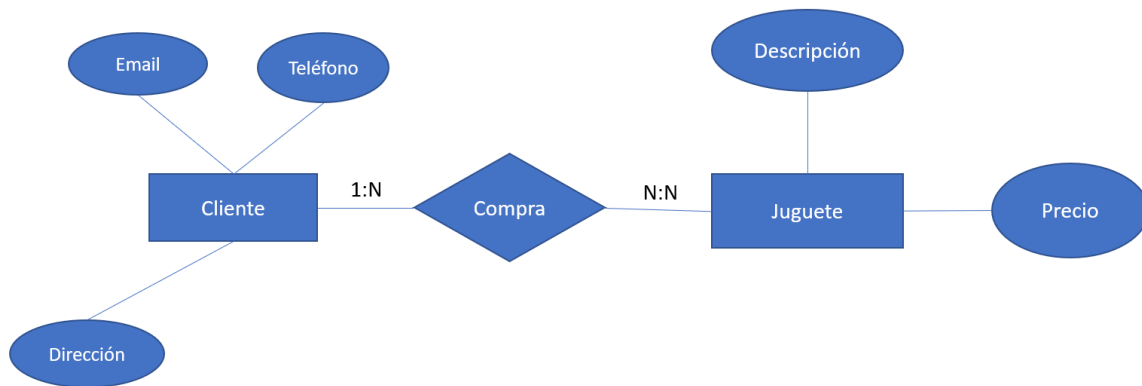 Email
Teléfono
Descripción
Cliente
1:N
Compra
N:N
Juguete
Precio
Dirección